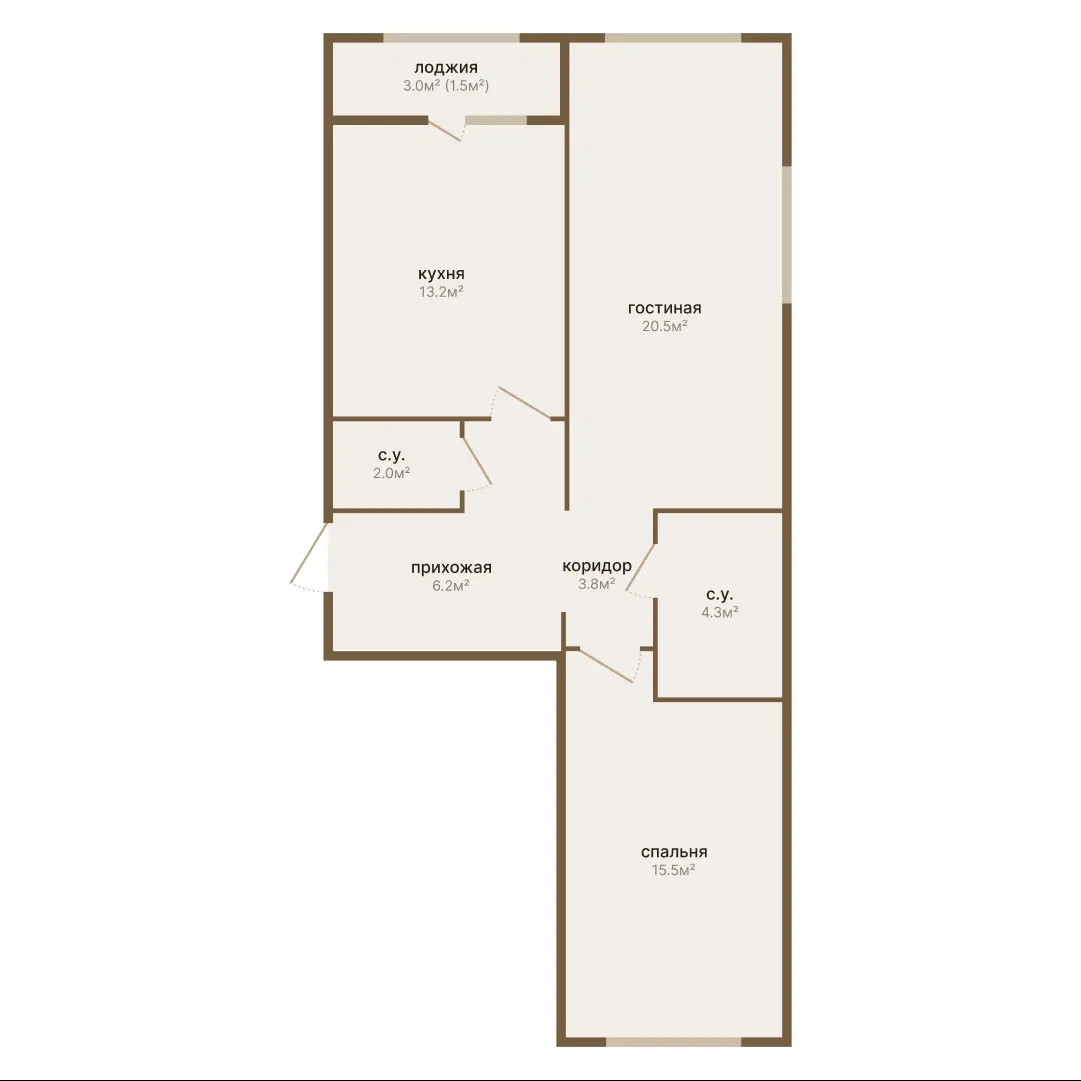 лоджия
3.0м² (1.5м²)
кухня
13.2м²
гостиная
20.5м²
с.у.
2.0м²
прихожая
6.2м²
коридор
3.8м²
с.у.
4.3м²
спальня
15.5м²